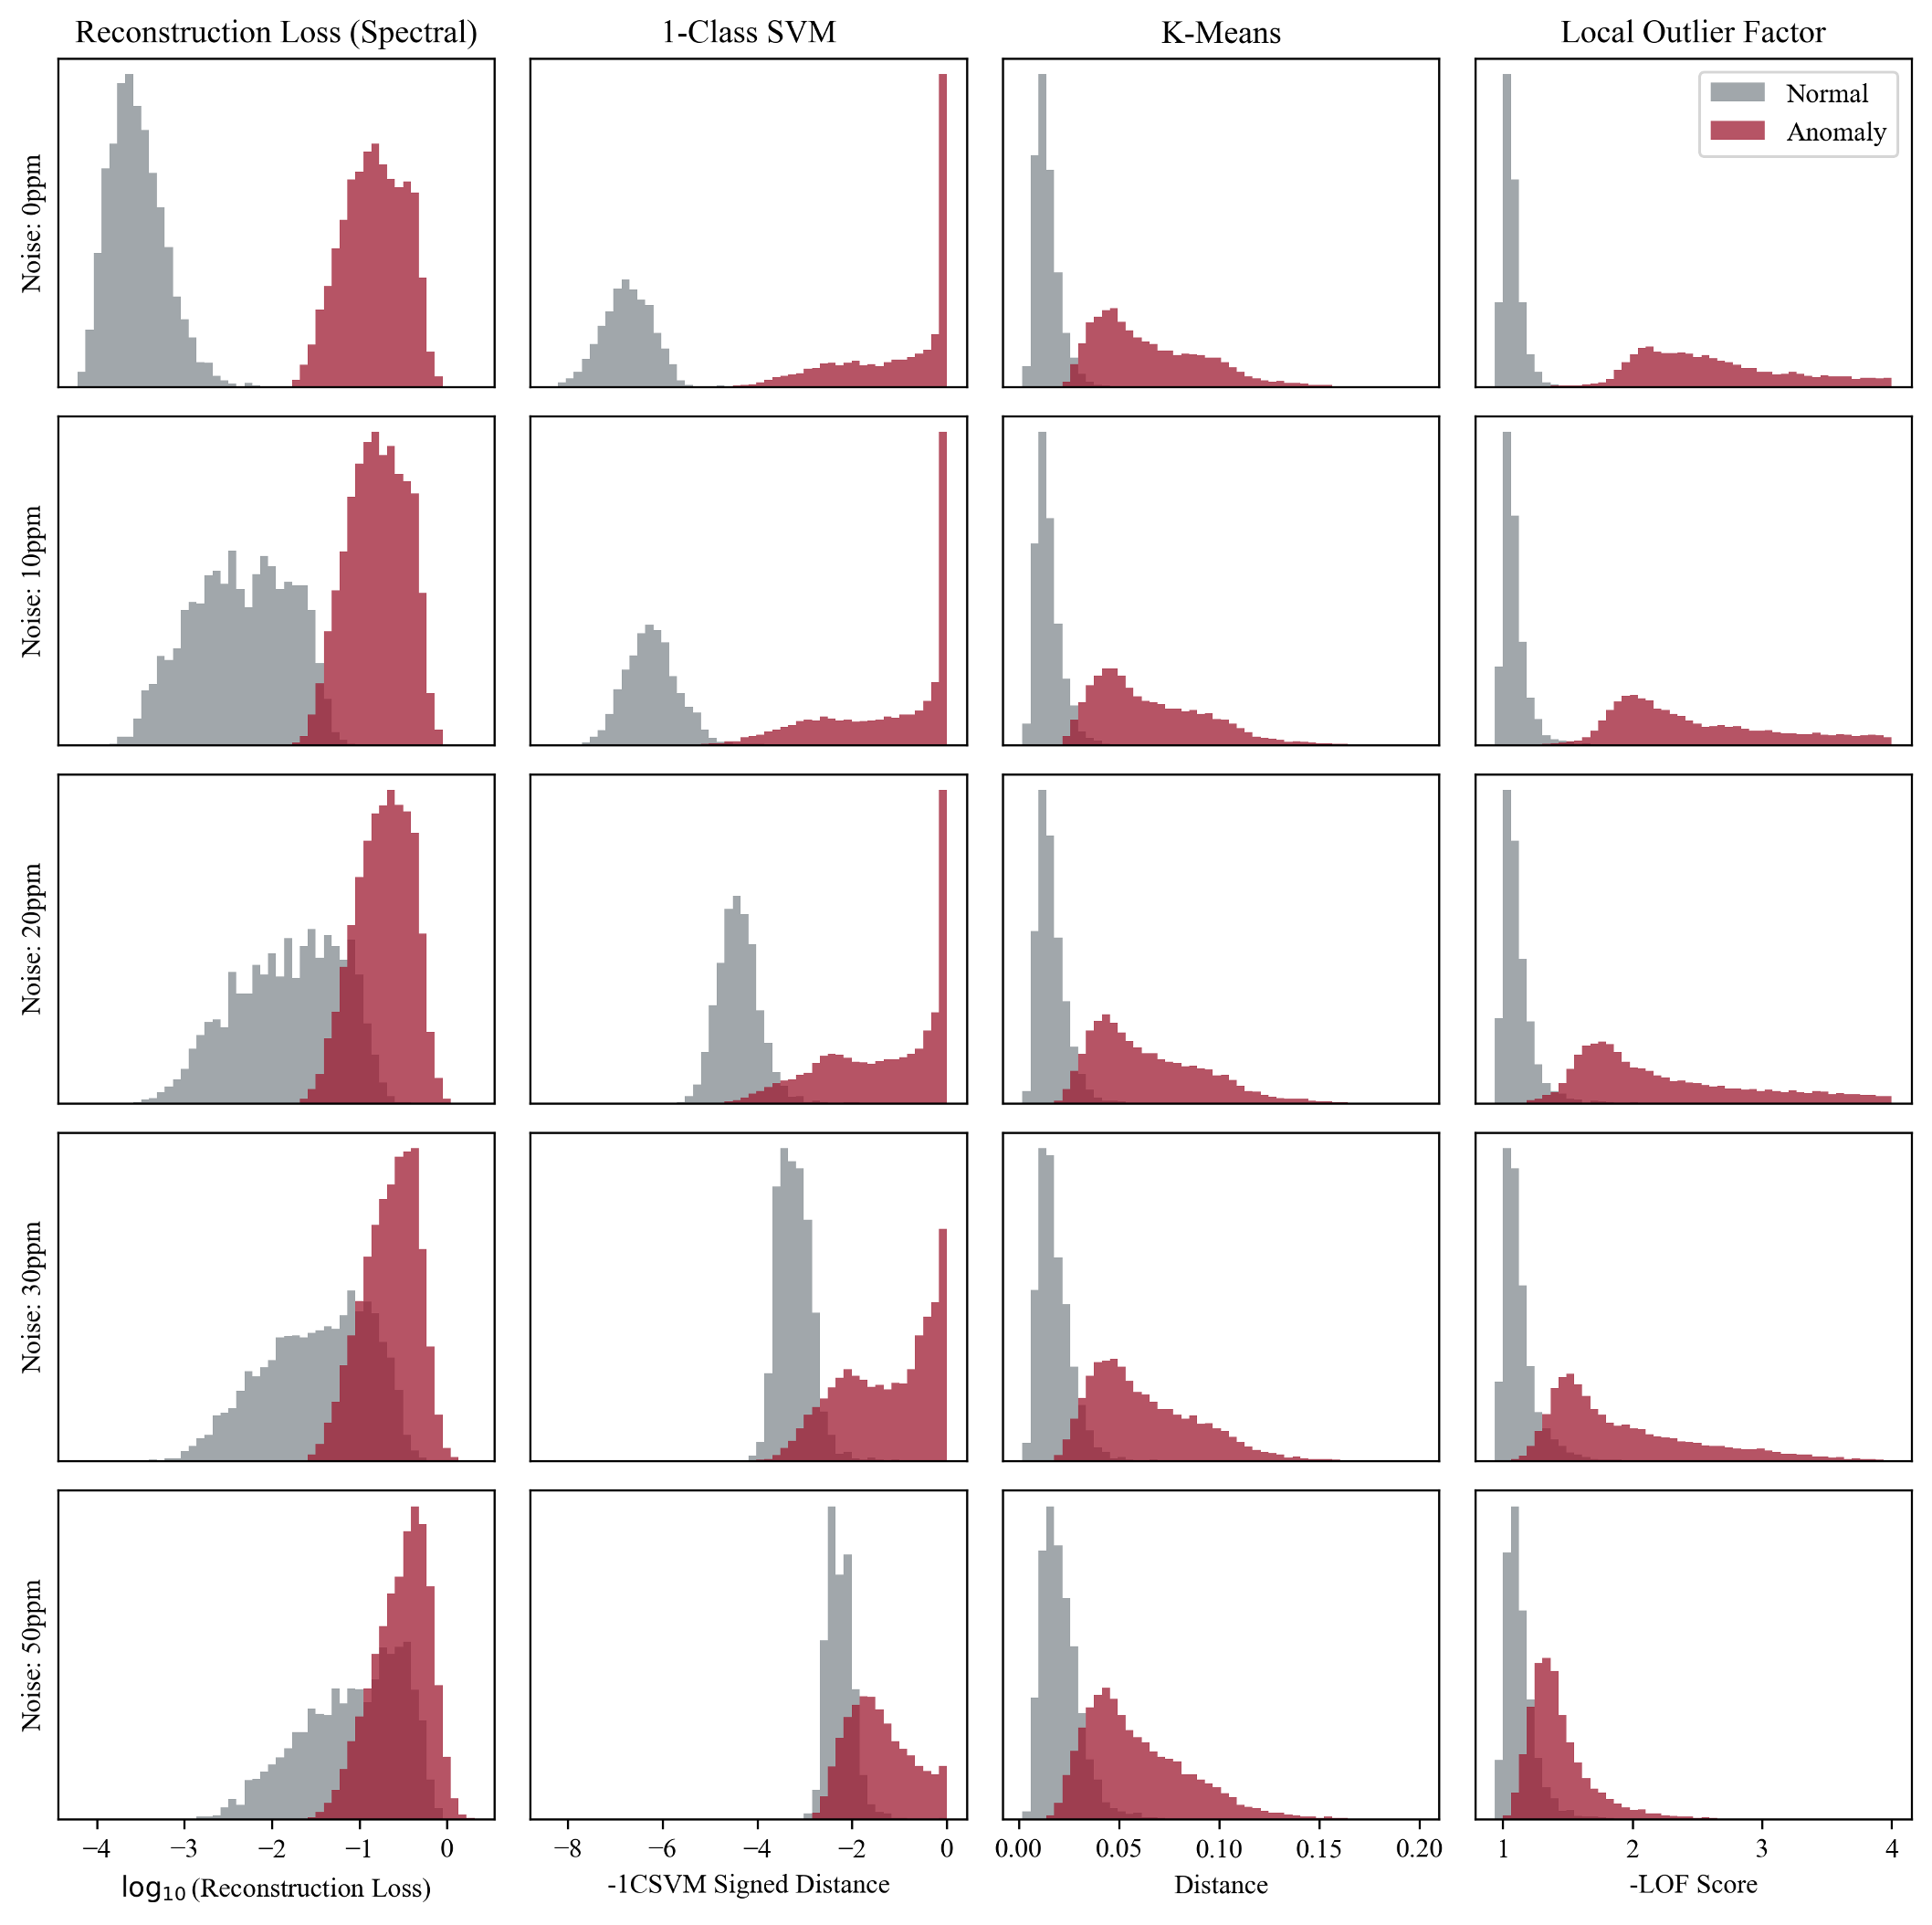 Reconstruction Loss (Spectral)
1-Class SVM
K-Means
Local Outlier Factor
Normal
Anomaly
Noise: 0ppm
Noise: 10ppm
Noise: 20ppm
Noise: 30ppm
Noise: 50ppm
−4 −3 −2 −1 0
−8 −6 −4 −2 0
0.00 0.05 0.10 0.15 0.20
1 2 3 4
log₁₀ (Reconstruction Loss)
-1CSVM Signed Distance
Distance
-LOF Score